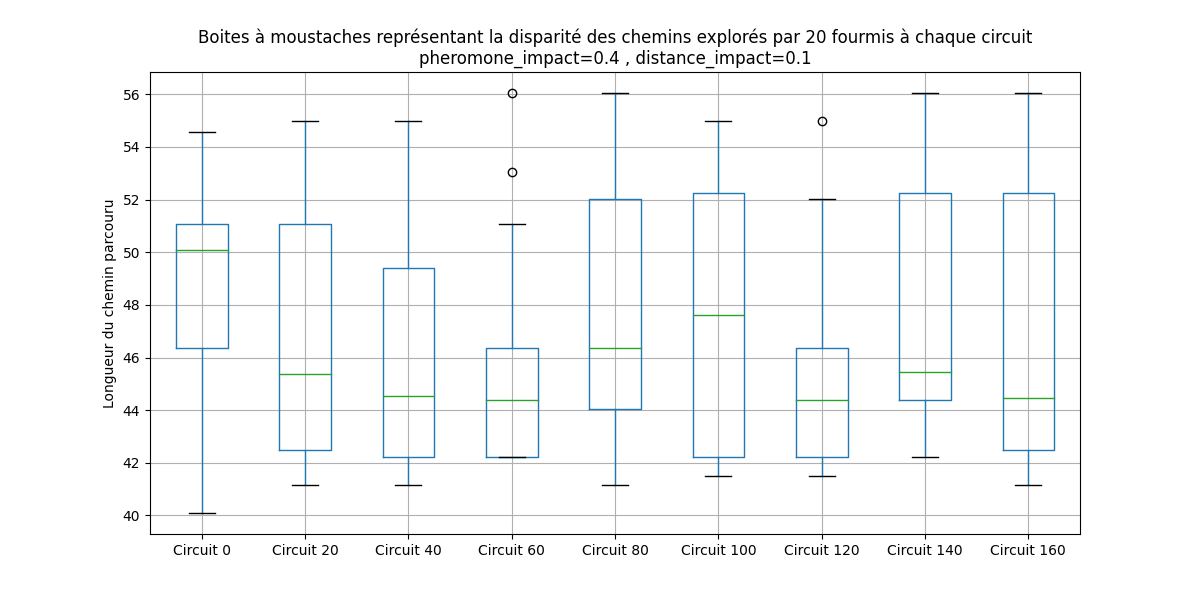 Boites à moustaches représentant la disparité des chemins explorés par 20 fourmis à chaque circuit
pheromone_impact=0.4 , distance_impact=0.1
Longueur du chemin parcouru
56
54
52
50
48
46
44
42
40
Circuit 0 Circuit 20 Circuit 40 Circuit 60 Circuit 80 Circuit 100 Circuit 120 Circuit 140 Circuit 160